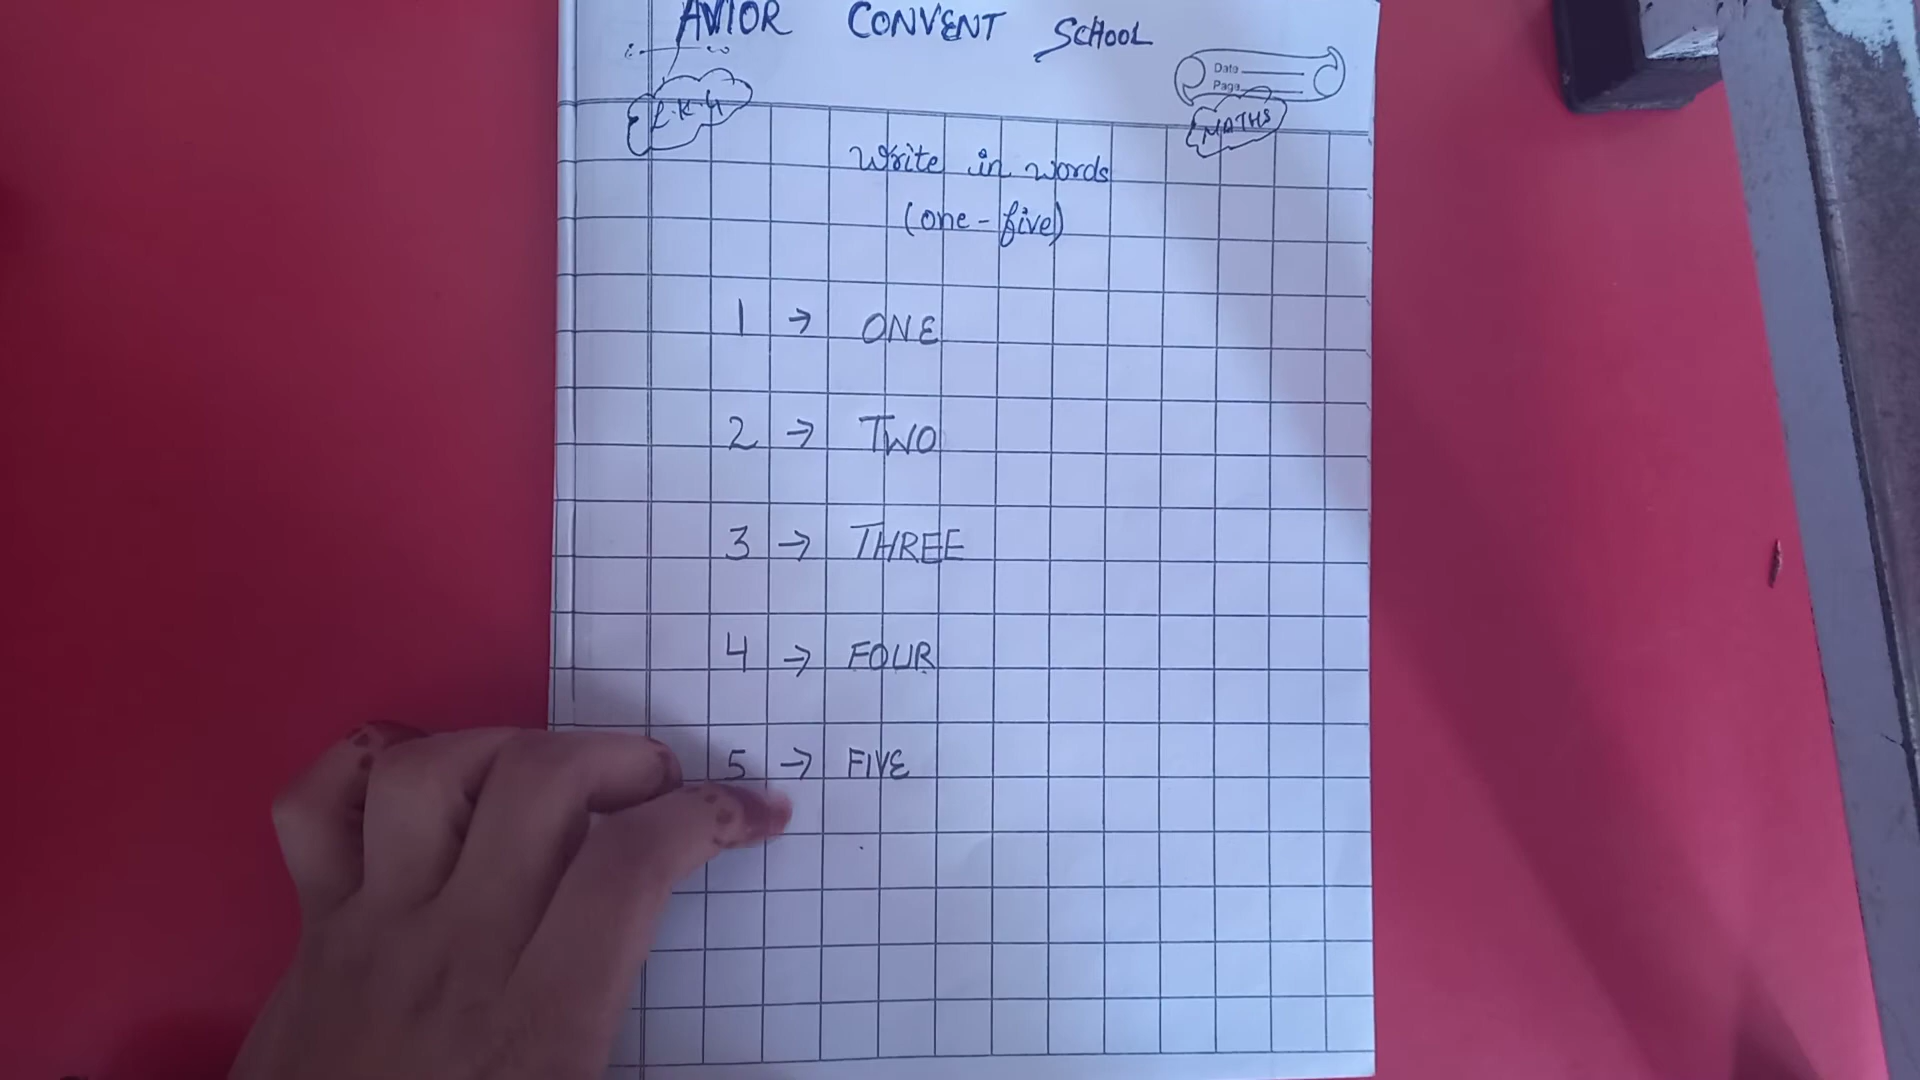 AVIOR CONVENT SCHOOL
Date
Page
L.K.G
MATHS
Write in words
(one - five)
1 → ONE
2 → TWO
3 → THREE
4 → FOUR
5 → FIVE